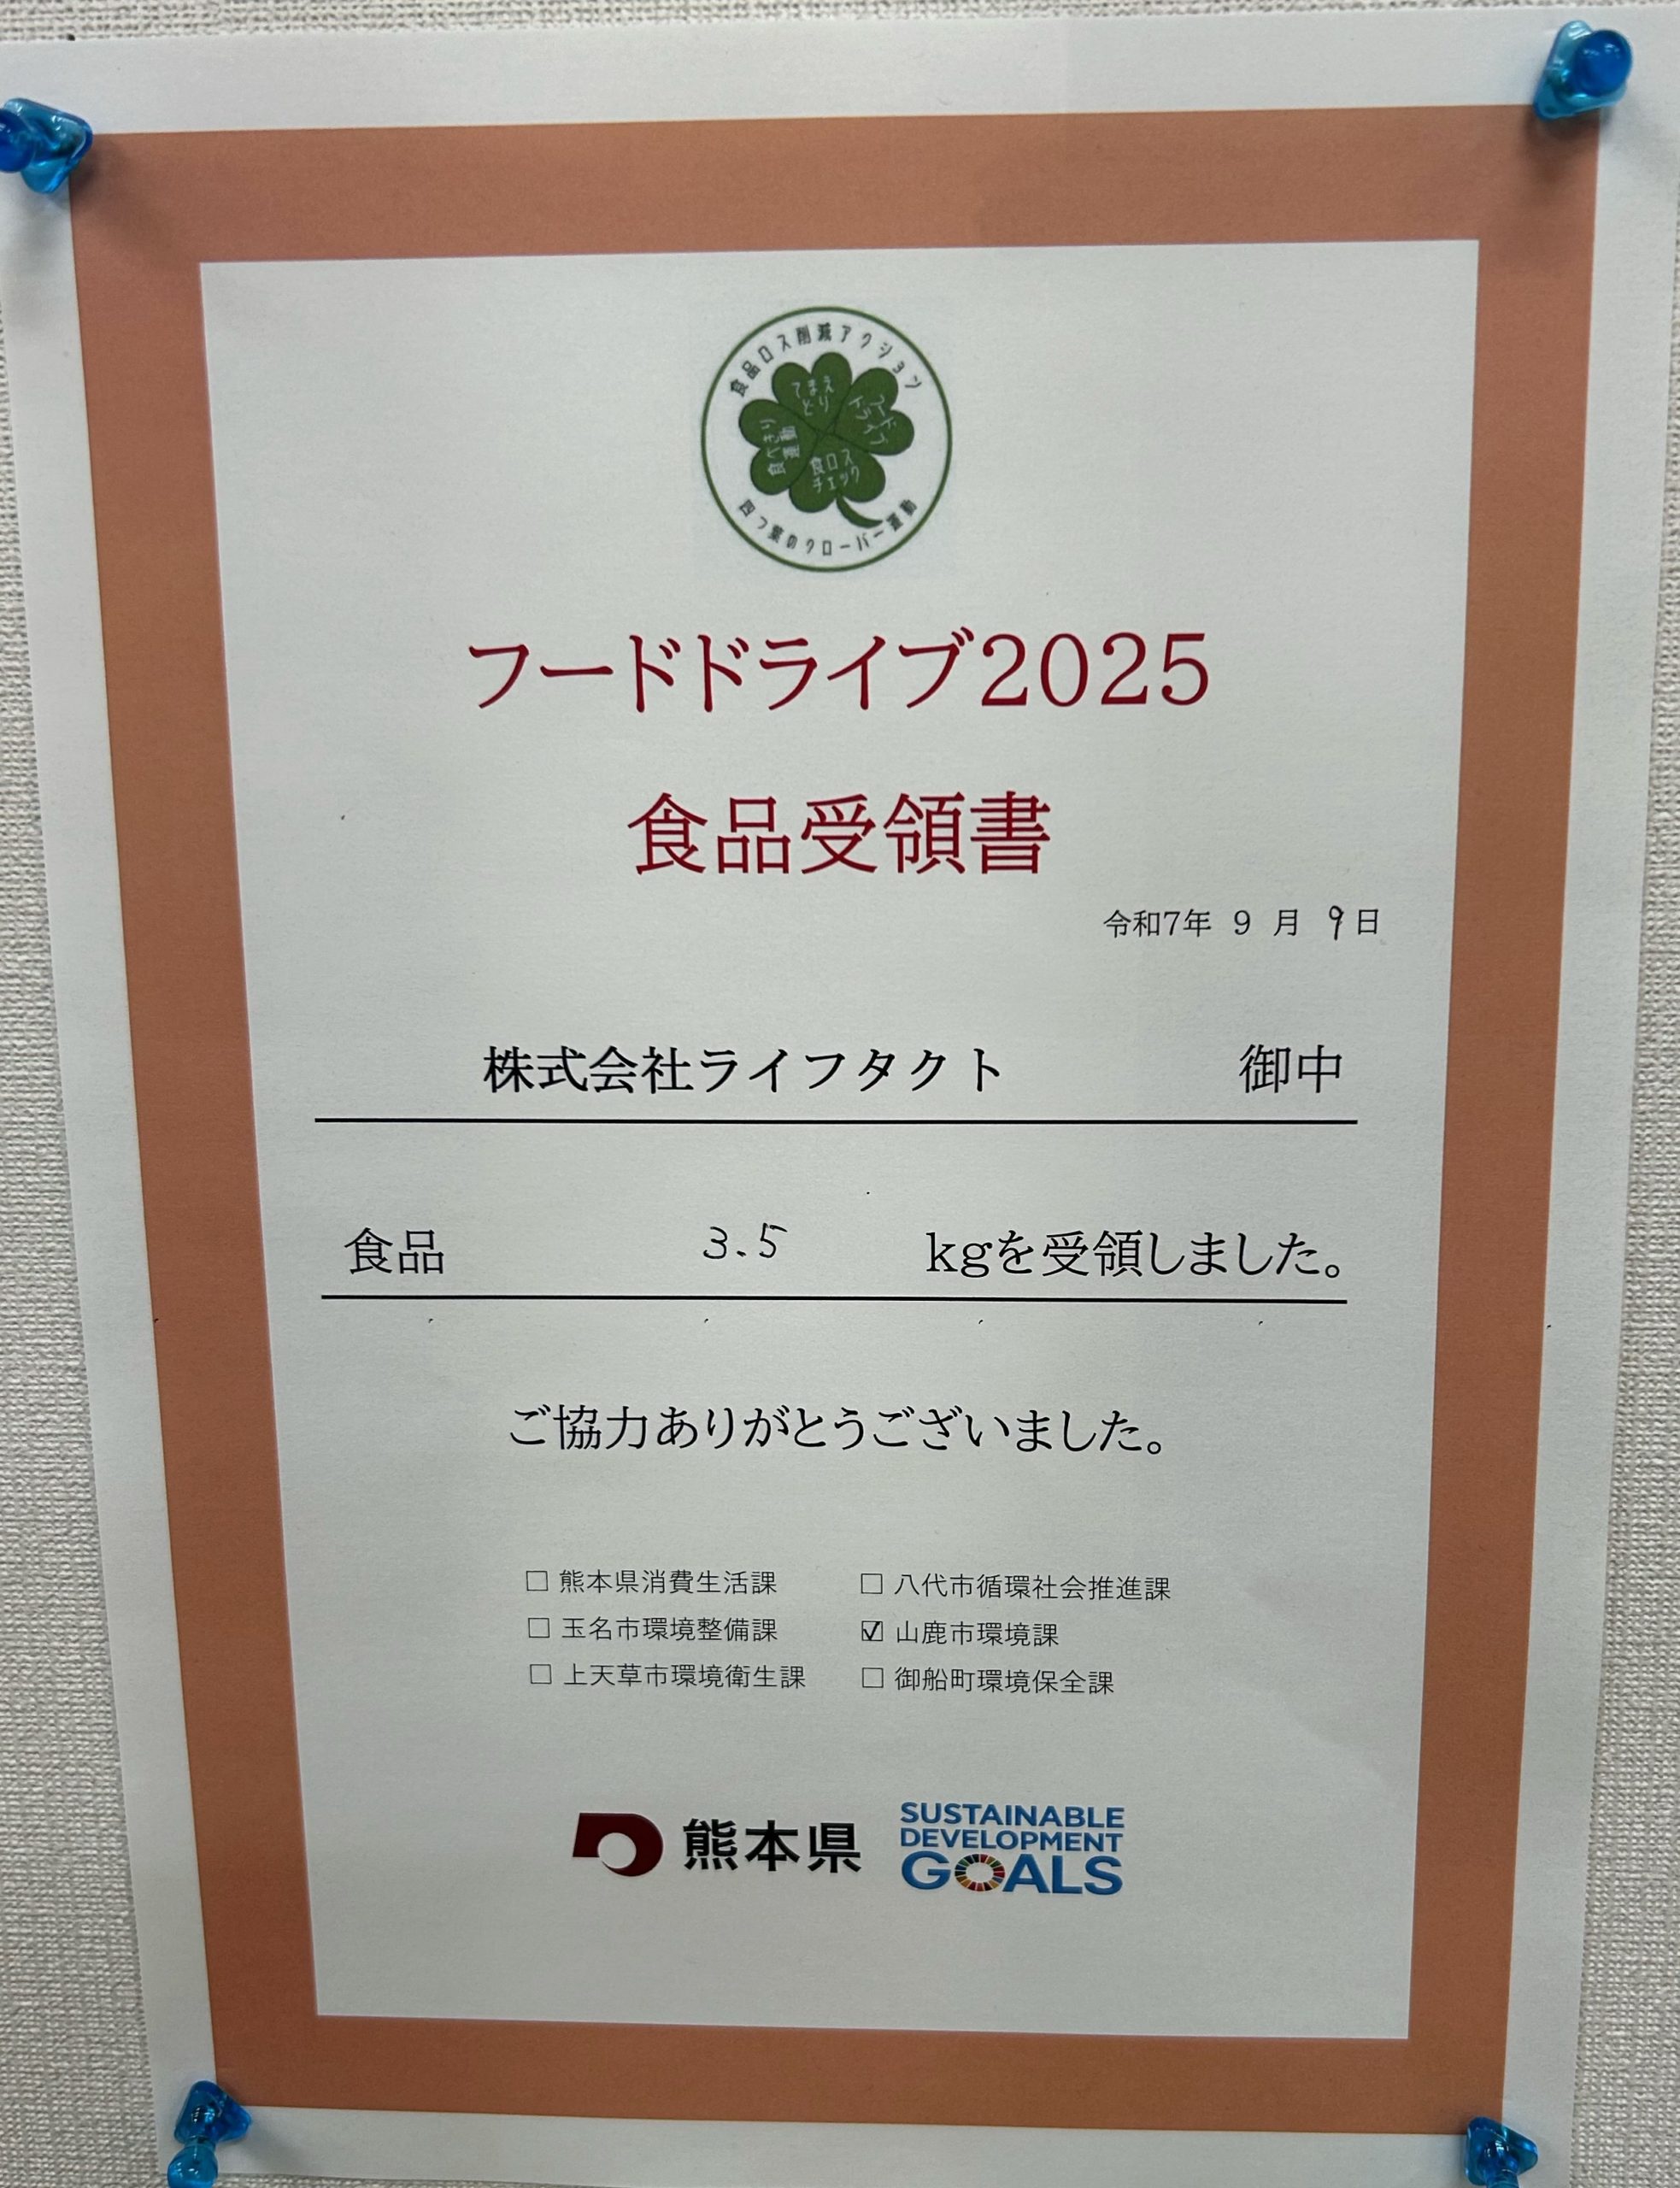 食品ロス削減アクション
てまえ
どり
フード
ドライブ
食べきり
運動
食ロス
チェック
四つ葉のクローバー運動
フードドライブ2025
食品受領書
令和7年 9 月 9日
株式会社ライフタクト 御中
食品 3.5 kgを受領しました。
ご協力ありがとうございました。
☐ 熊本県消費生活課 ☐ 八代市循環社会推進課
☐ 玉名市環境整備課 ☑ 山鹿市環境課
☐ 上天草市環境衛生課 ☐ 御船町環境保全課
熊本県
SUSTAINABLE
DEVELOPMENT
GOALS